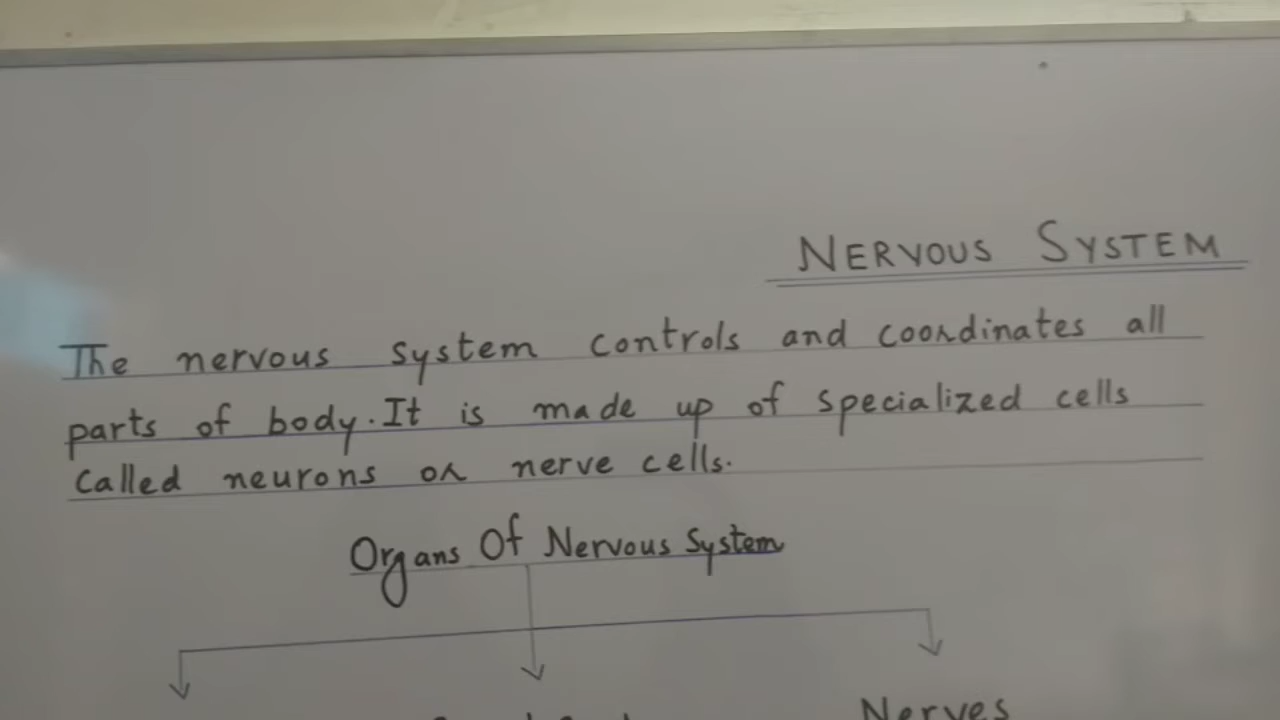 NERVOUS SYSTEM
The nervous system controls and coordinates all
parts of body. It is made up of specialized cells
called neurons or nerve cells.
Organs Of Nervous System
Nerves